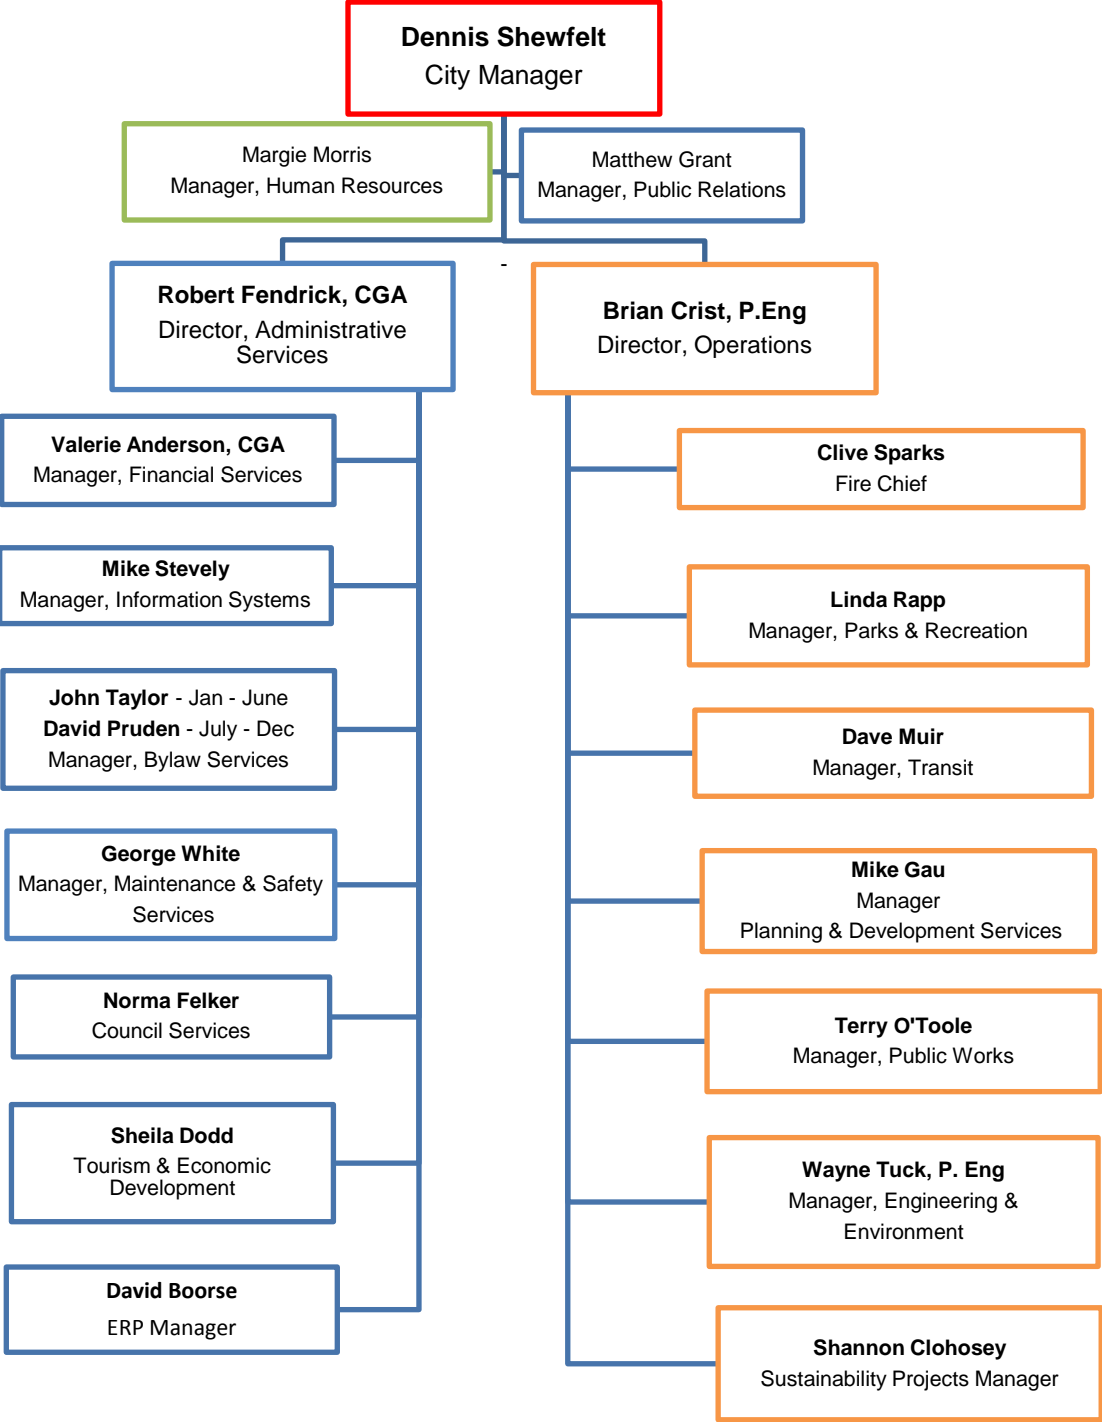 Dennis Shewfelt
City Manager
Margie Morris
Manager, Human Resources
Matthew Grant
Manager, Public Relations
-
Robert Fendrick, CGA
Director, Administrative
Services
Brian Crist, P.Eng
Director, Operations
Valerie Anderson, CGA
Manager, Financial Services
Mike Stevely
Manager, Information Systems
John Taylor - Jan - June
David Pruden - July - Dec
Manager, Bylaw Services
George White
Manager, Maintenance & Safety
Services
Norma Felker
Council Services
Sheila Dodd
Tourism & Economic
Development
David Boorse
ERP Manager
Clive Sparks
Fire Chief
Linda Rapp
Manager, Parks & Recreation
Dave Muir
Manager, Transit
Mike Gau
Manager
Planning & Development Services
Terry O'Toole
Manager, Public Works
Wayne Tuck, P. Eng
Manager, Engineering &
Environment
Shannon Clohosey
Sustainability Projects Manager